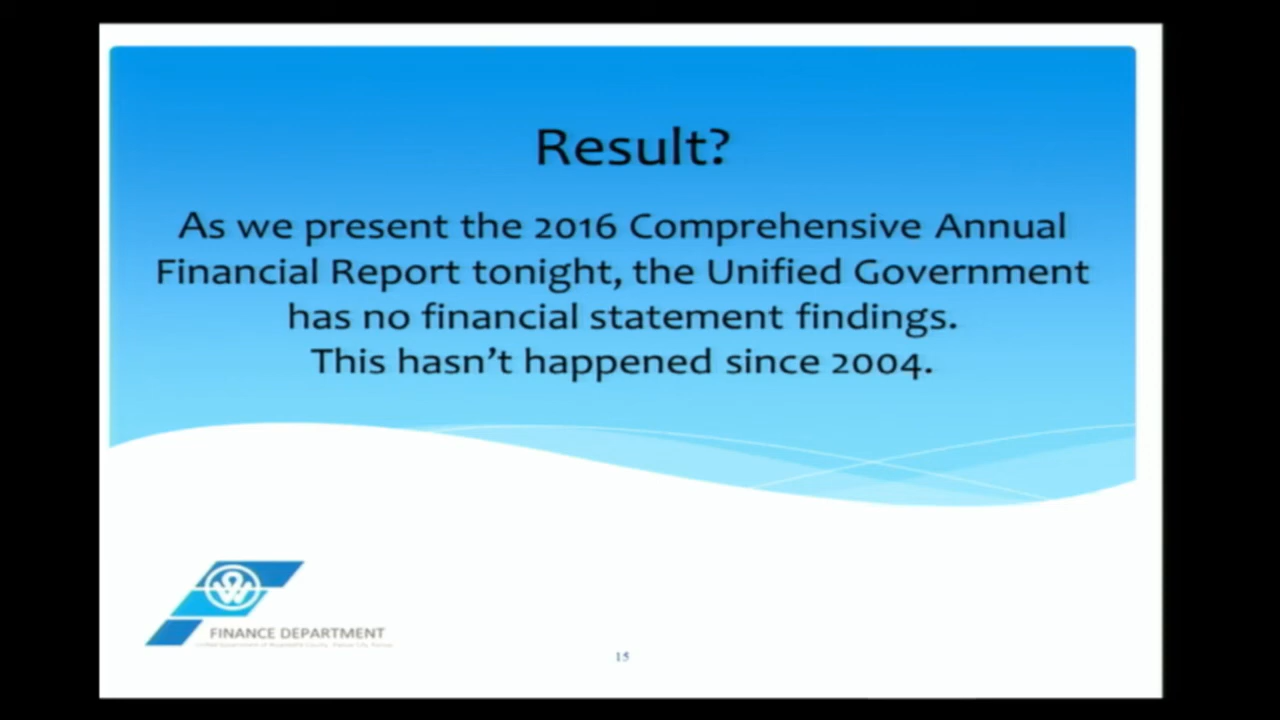 Result?
As we present the 2016 Comprehensive Annual
Financial Report tonight, the Unified Government
has no financial statement findings.
This hasn't happened since 2004.
FINANCE DEPARTMENT
15